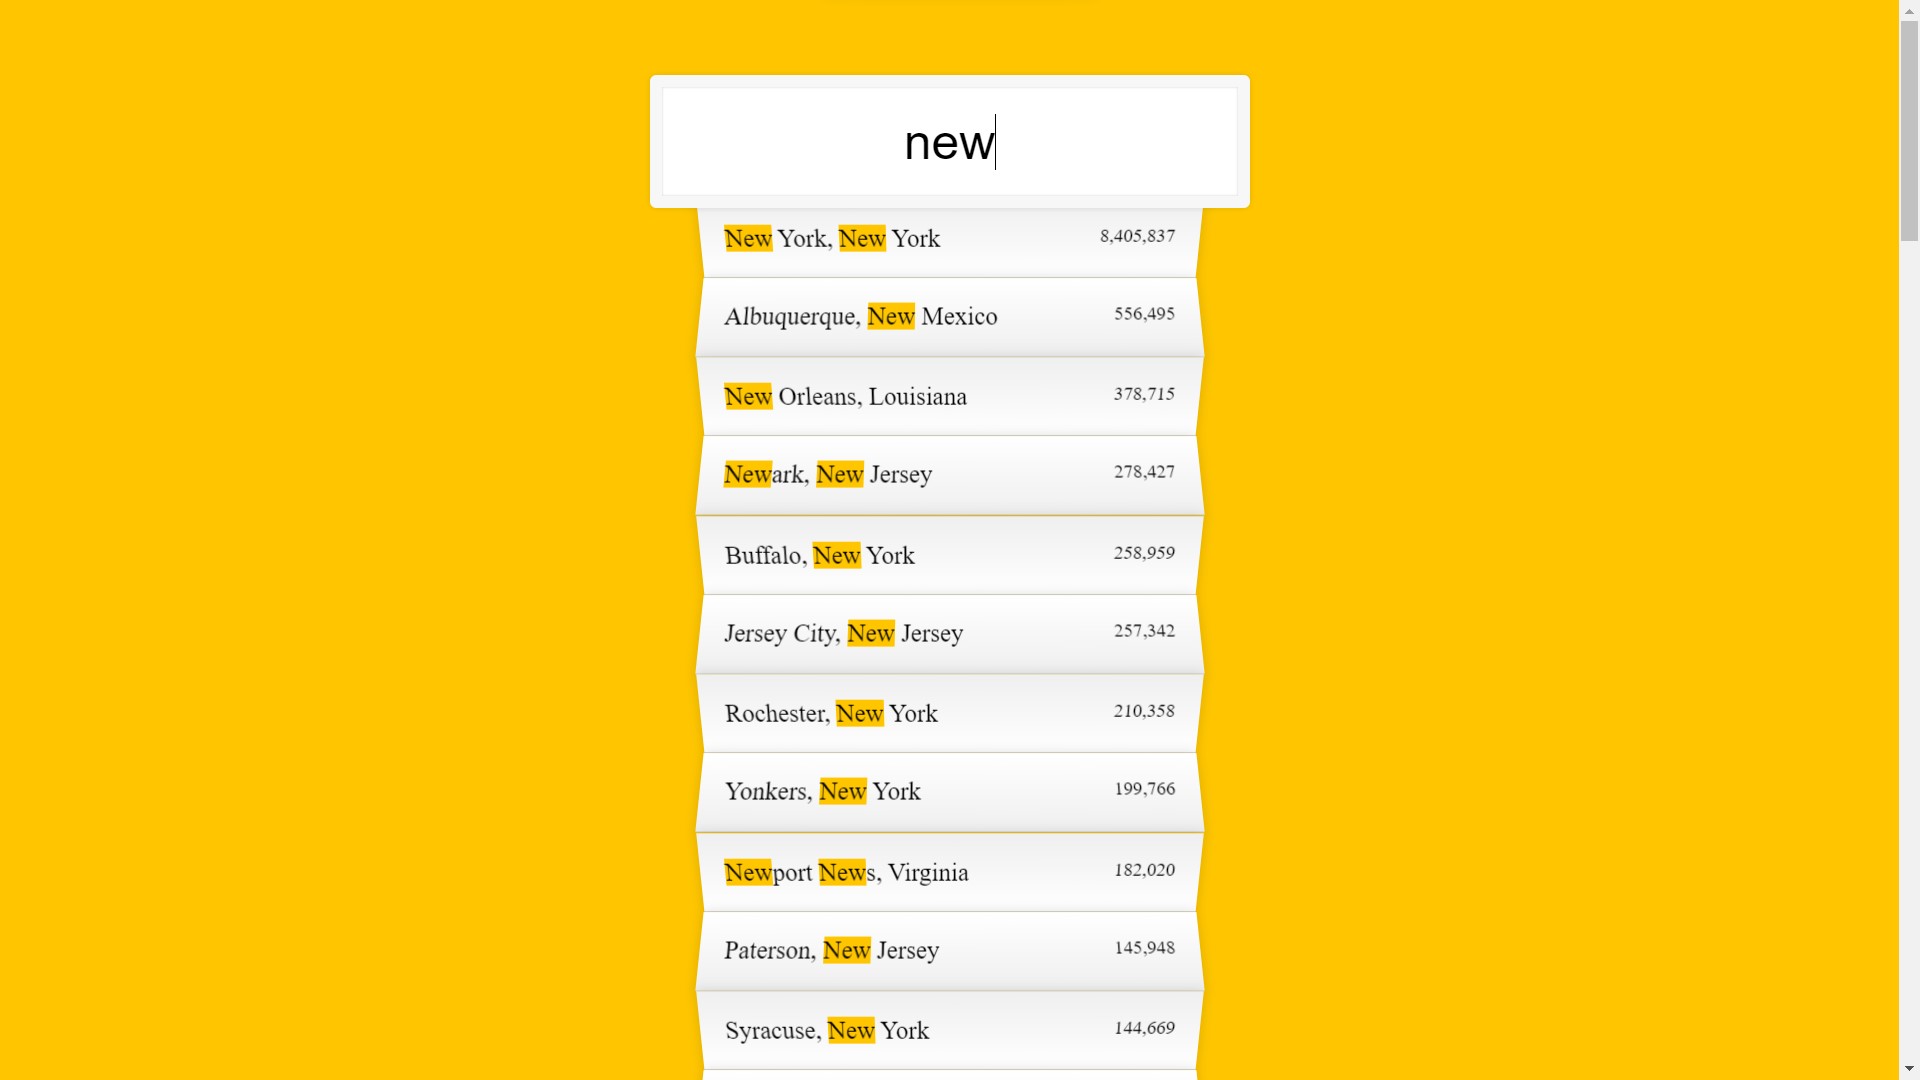 new
New York, New York 8,405,837
Albuquerque, New Mexico 556,495
New Orleans, Louisiana 378,715
Newark, New Jersey 278,427
Buffalo, New York 258,959
Jersey City, New Jersey 257,342
Rochester, New York 210,358
Yonkers, New York 199,766
Newport News, Virginia 182,020
Paterson, New Jersey 145,948
Syracuse, New York 144,669